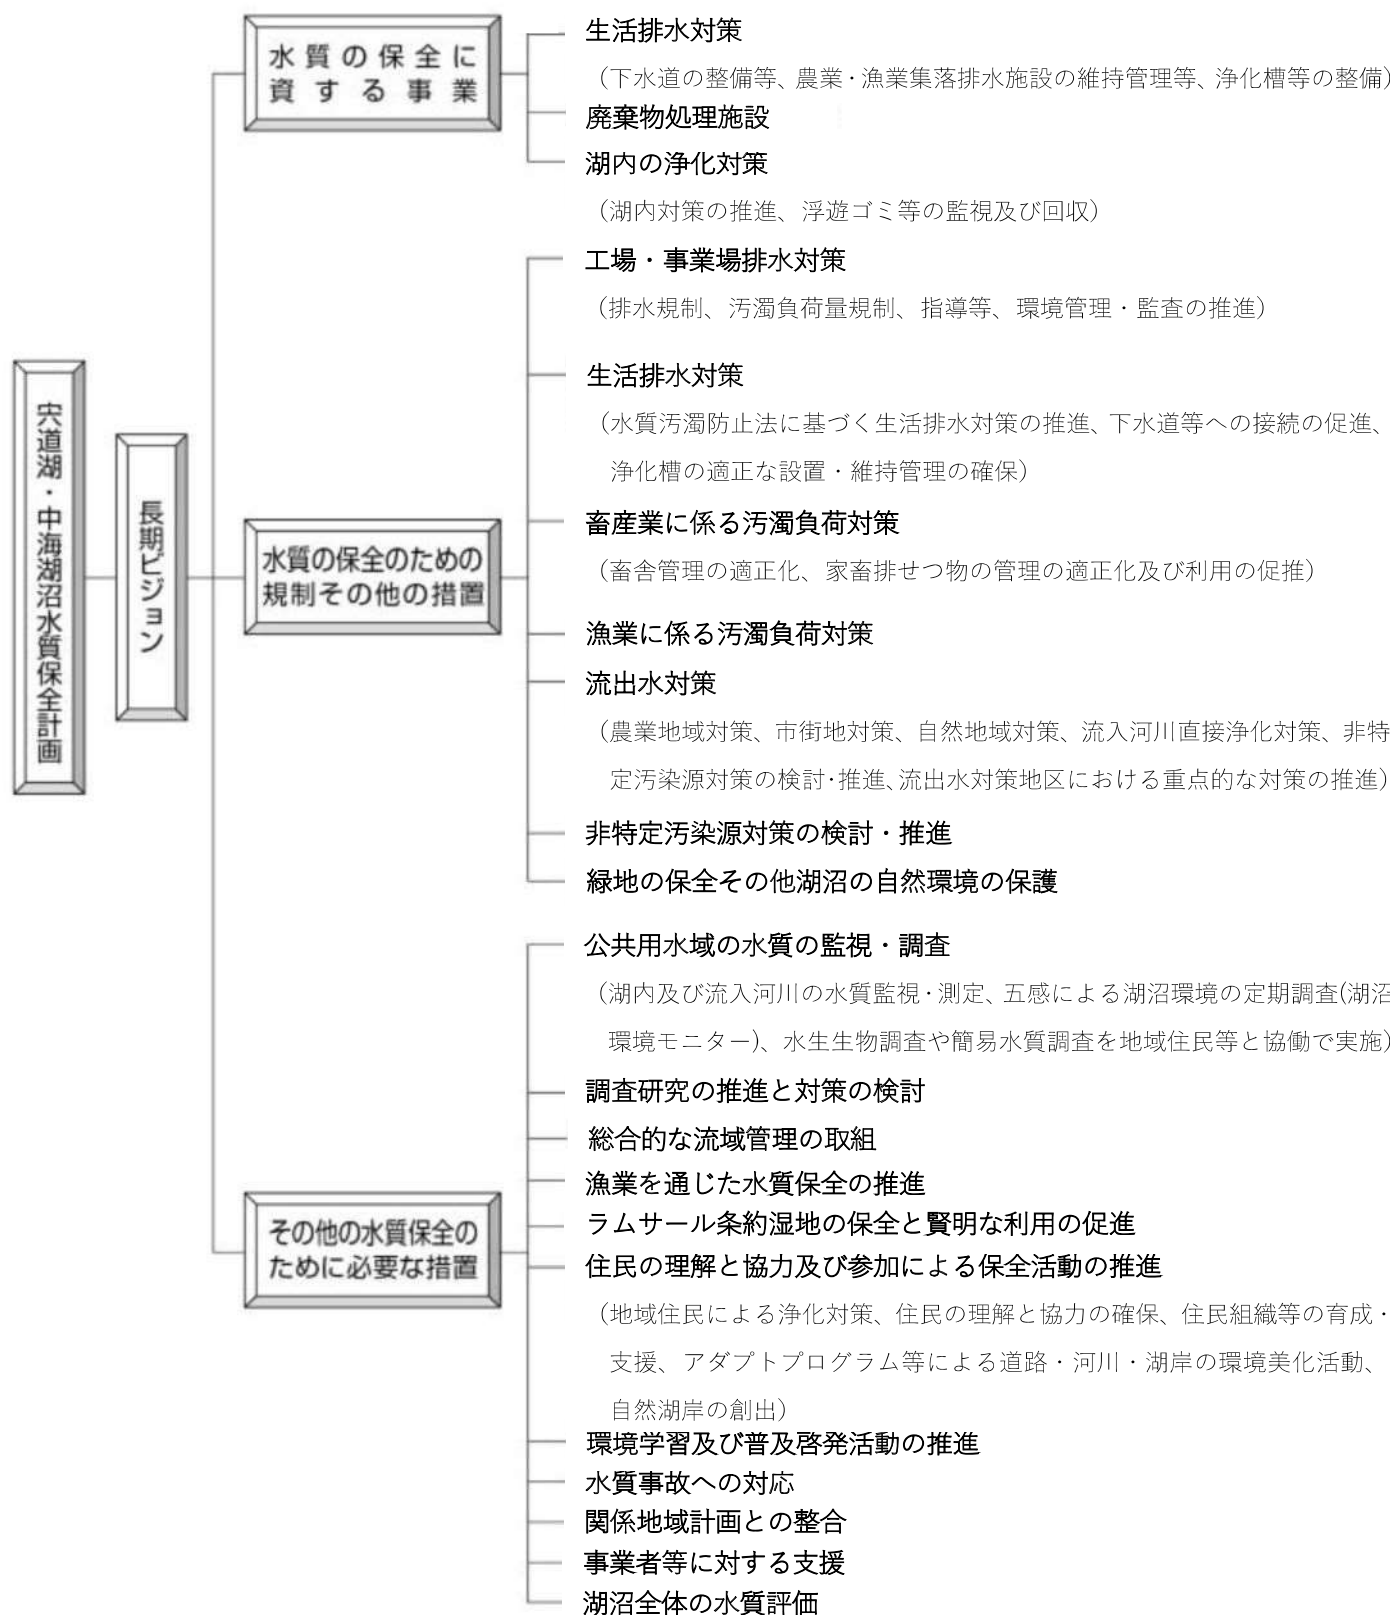 宍道湖・中海湖沼水質保全計画
長期ビジョン
水質の保全に
資する事業
生活排水対策
（下水道の整備等、農業・漁業集落排水施設の維持管理等、浄化槽等の整備）
廃棄物処理施設
湖内の浄化対策
（湖内対策の推進、浮遊ゴミ等の監視及び回収）
水質の保全のための
規制その他の措置
工場・事業場排水対策
（排水規制、汚濁負荷量規制、指導等、環境管理・監査の推進）
生活排水対策
（水質汚濁防止法に基づく生活排水対策の推進、下水道等への接続の促進、
浄化槽の適正な設置・維持管理の確保）
畜産業に係る汚濁負荷対策
（畜舎管理の適正化、家畜排せつ物の管理の適正化及び利用の促推）
漁業に係る汚濁負荷対策
流出水対策
（農業地域対策、市街地対策、自然地域対策、流入河川直接浄化対策、非特
定汚染源対策の検討・推進、流出水対策地区における重点的な対策の推進）
非特定汚染源対策の検討・推進
緑地の保全その他湖沼の自然環境の保護
その他の水質保全の
ために必要な措置
公共用水域の水質の監視・調査
（湖内及び流入河川の水質監視・測定、五感による湖沼環境の定期調査(湖沼
環境モニター)、水生生物調査や簡易水質調査を地域住民等と協働で実施）
調査研究の推進と対策の検討
総合的な流域管理の取組
漁業を通じた水質保全の推進
ラムサール条約湿地の保全と賢明な利用の促進
住民の理解と協力及び参加による保全活動の推進
（地域住民による浄化対策、住民の理解と協力の確保、住民組織等の育成・
支援、アダプトプログラム等による道路・河川・湖岸の環境美化活動、
自然湖岸の創出）
環境学習及び普及啓発活動の推進
水質事故への対応
関係地域計画との整合
事業者等に対する支援
湖沼全体の水質評価